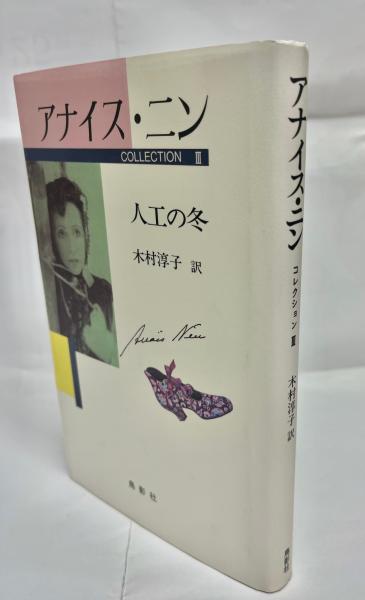 アナイス・ニン
COLLECTION Ⅲ
人工の冬
木村淳子 訳
Anaïs Nin
鳥影社
アナイス・ニン
コレクション Ⅲ
木村淳子 訳
鳥影社